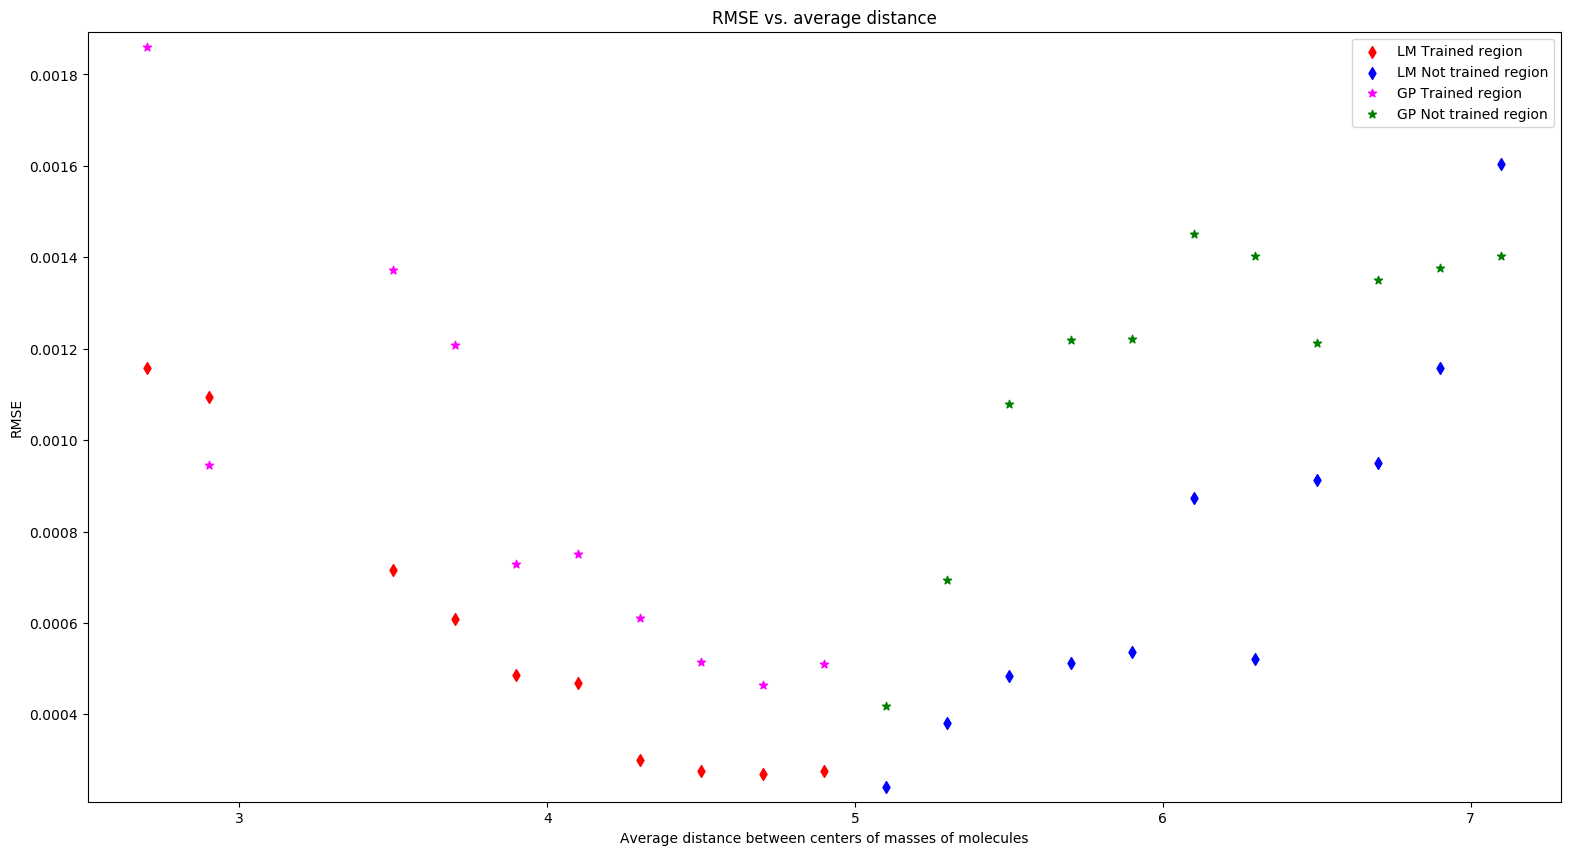 RMSE vs. average distance
LM Trained region
LM Not trained region
GP Trained region
GP Not trained region
0.0018
0.0016
0.0014
0.0012
0.0010
0.0008
0.0006
0.0004
RMSE
3 4 5 6 7
Average distance between centers of masses of molecules